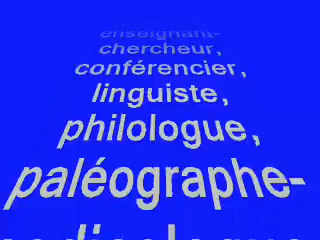 enseignant-
chercheur,
conférencier,
linguiste,
philologue,
paléographe-